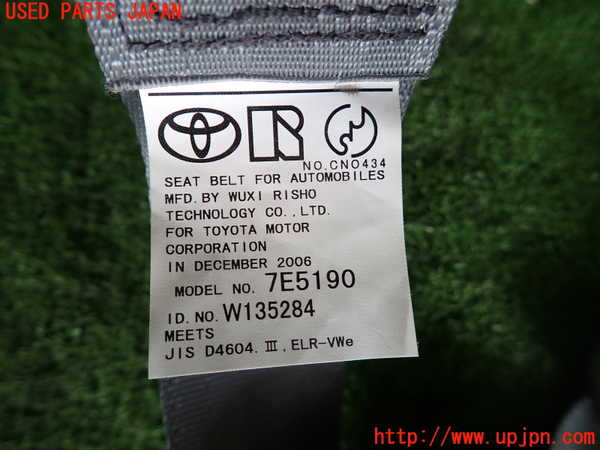 USED PARTS JAPAN
R
NO.CN0434
SEAT BELT FOR AUTOMOBILES
MFD.BY WUXI RISHO
TECHNOLOGY CO.,LTD.
FOR TOYOTA MOTOR
CORPORATION
IN DECEMBER 2006
MODEL NO. 7E5190
ID.NO.W135284
MEETS
JIS D4604.Ⅲ,ELR-VWe
http://www.upjpn.com/